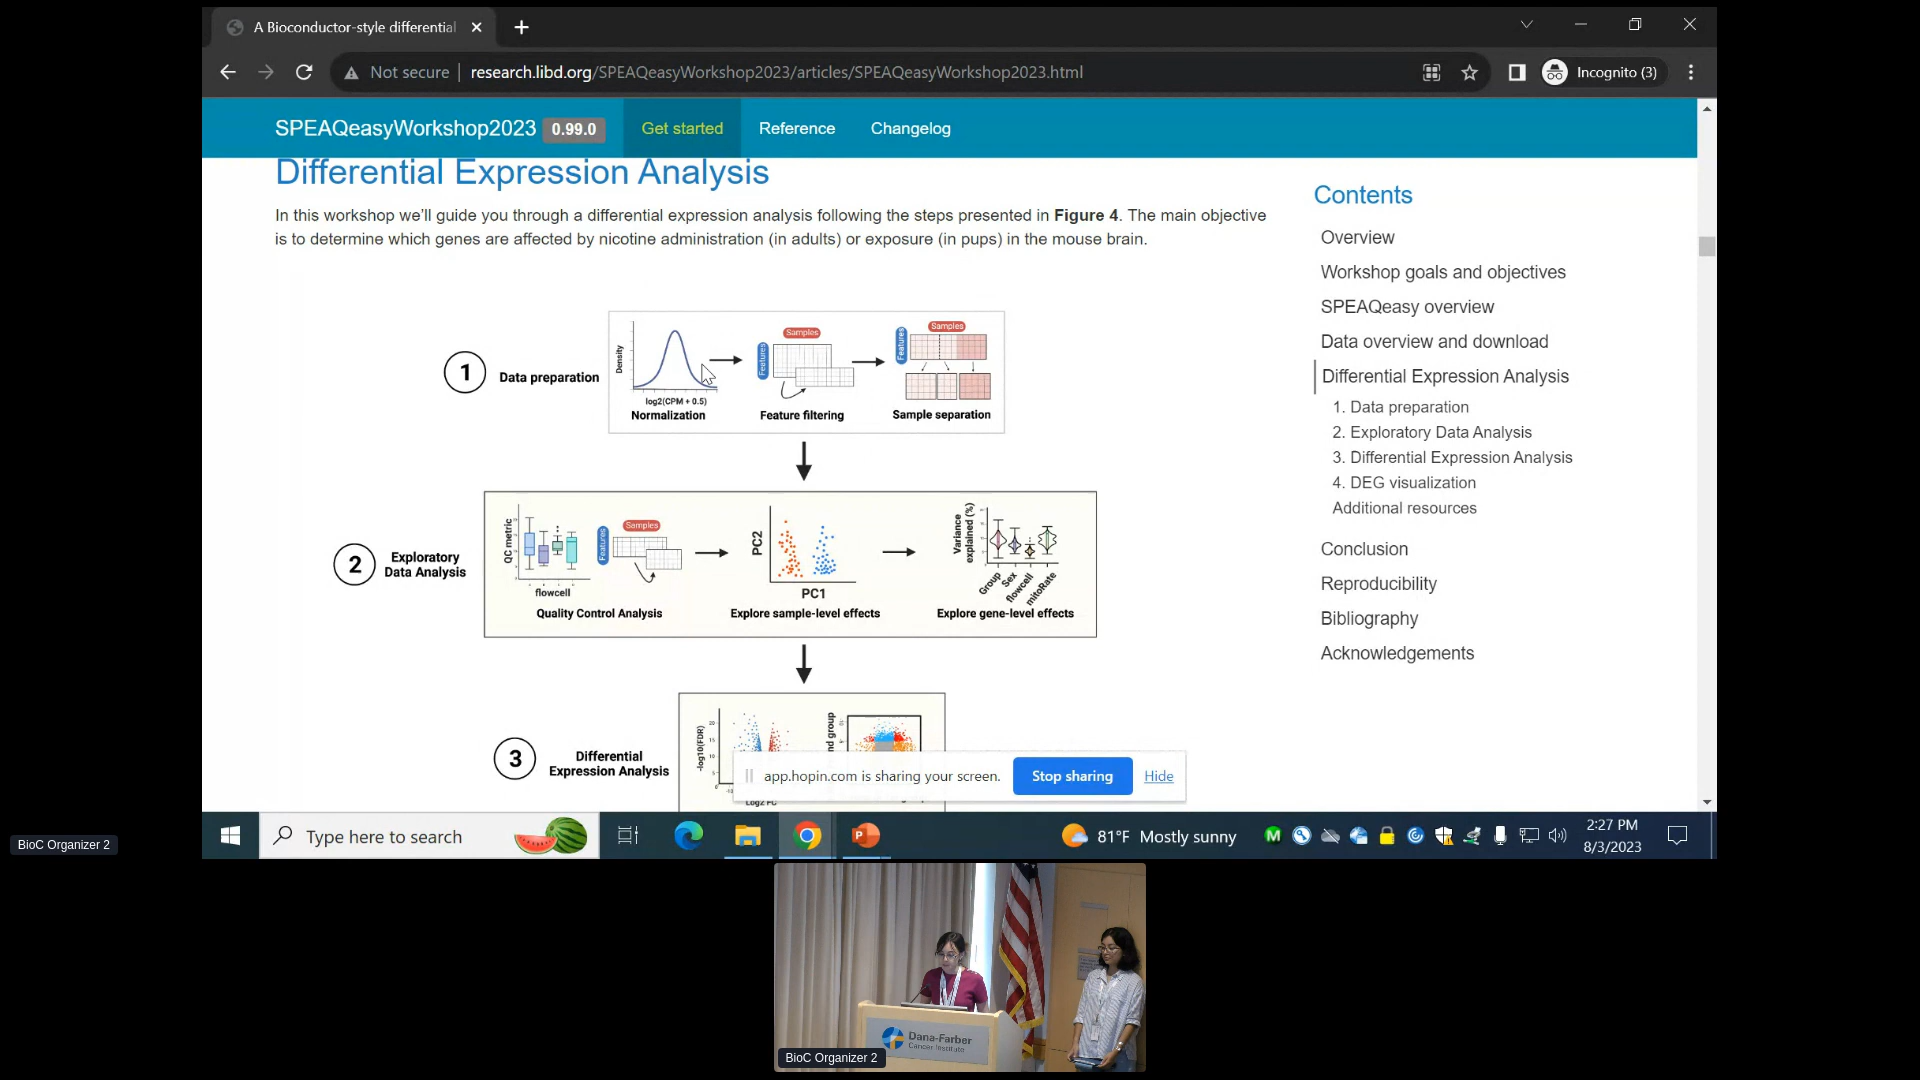 A Bioconductor-style differential
Not secure
research.libd.org/SPEAQeasyWorkshop2023/articles/SPEAQeasyWorkshop2023.html
Incognito (3)
SPEAQeasyWorkshop2023
0.99.0
Get started
Reference
Changelog
Differential Expression Analysis
In this workshop we'll guide you through a differential expression analysis following the steps presented in Figure 4. The main objective
is to determine which genes are affected by nicotine administration (in adults) or exposure (in pups) in the mouse brain.
1
Data preparation
Density
log2(CPM + 0.5)
Normalization
Samples
Features
Feature filtering
Samples
Features
Sample separation
2
Exploratory
Data Analysis
QC metric
flowcell
Samples
Features
Quality Control Analysis
PC2
PC1
Explore sample-level effects
Variance
explained (%)
Group
Sex
flowcell
mitoRate
Explore gene-level effects
3
Differential
Expression Analysis
-log10(FDR)
Log2 FC
nd group
Contents
Overview
Workshop goals and objectives
SPEAQeasy overview
Data overview and download
Differential Expression Analysis
1. Data preparation
2. Exploratory Data Analysis
3. Differential Expression Analysis
4. DEG visualization
Additional resources
Conclusion
Reproducibility
Bibliography
Acknowledgements
app.hopin.com is sharing your screen.
Stop sharing
Hide
Type here to search
81°F Mostly sunny
2:27 PM
8/3/2023
BioC Organizer 2
Dana-Farber
Cancer Institute
BioC Organizer 2